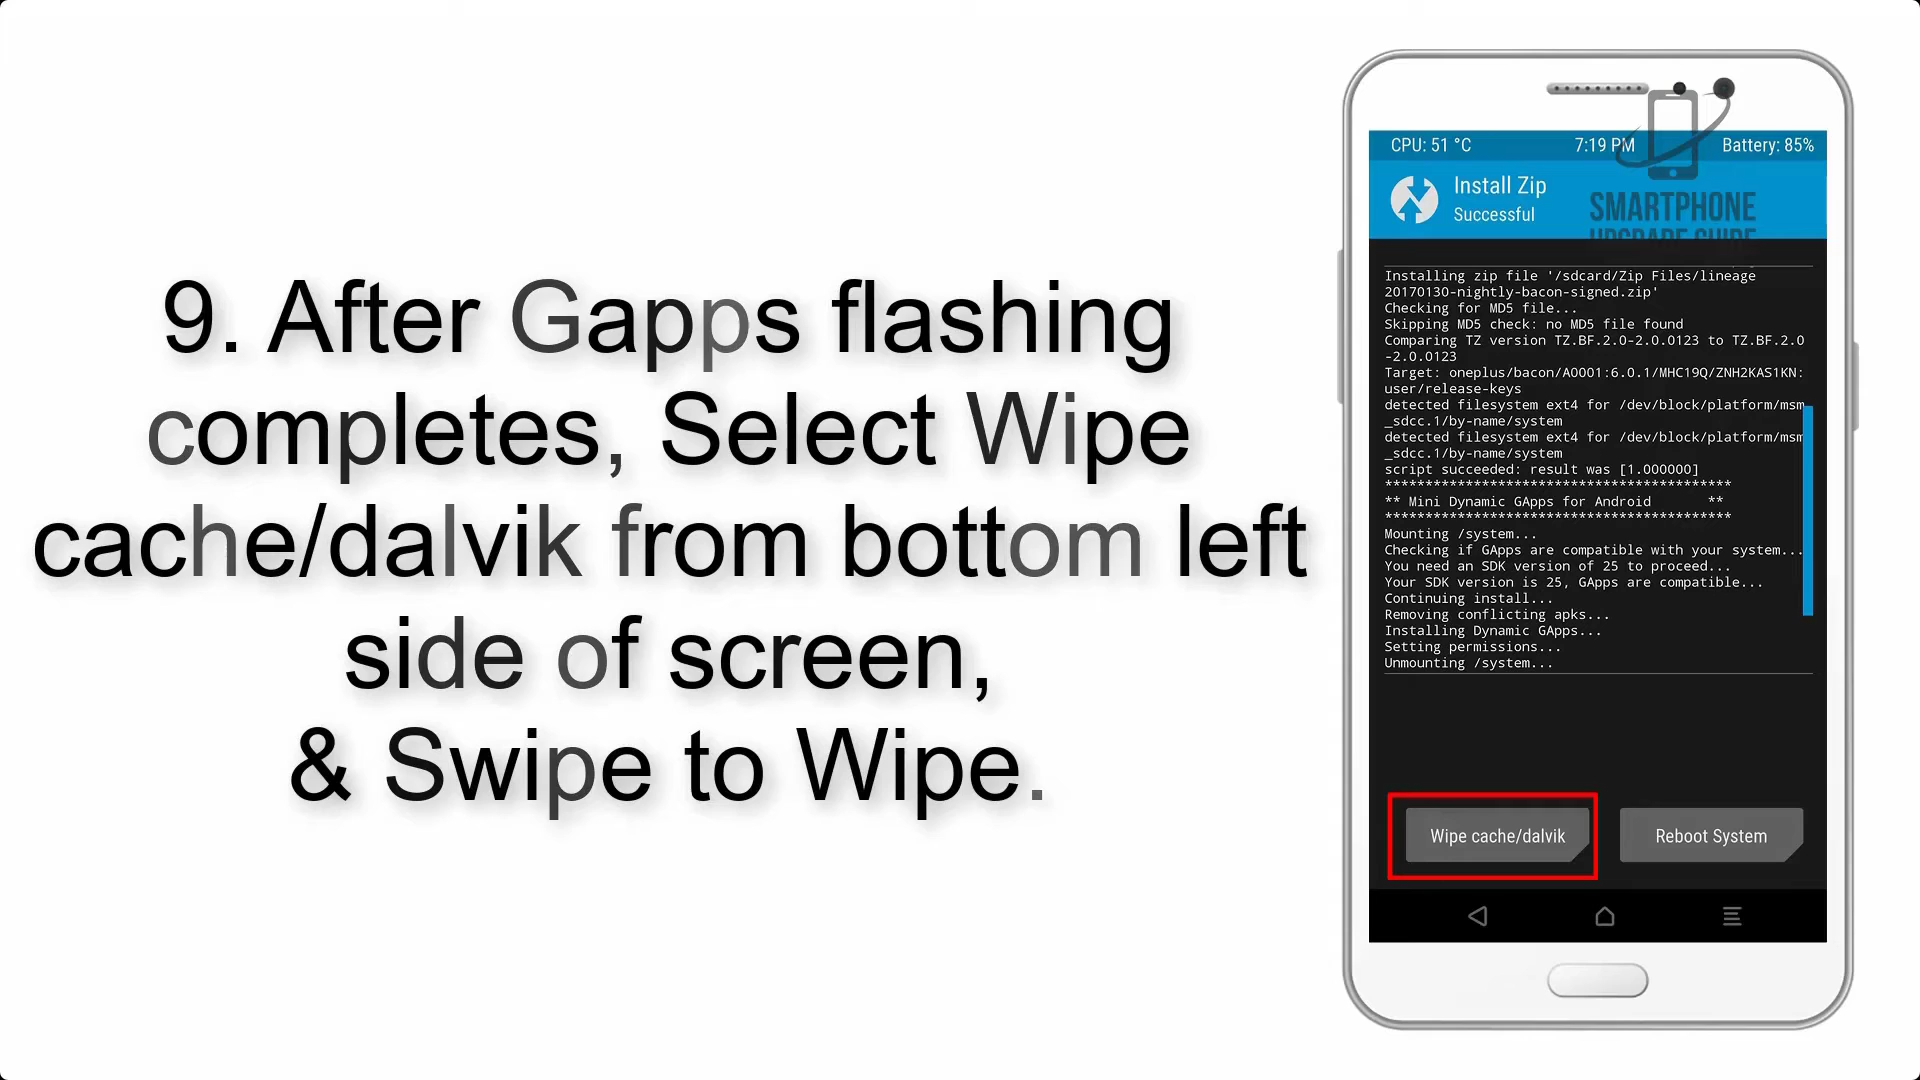 9. After Gapps flashing
completes, Select Wipe
cache/dalvik from bottom left
side of screen,
& Swipe to Wipe.
CPU: 51 °C 7:19 PM Battery: 85%
Install Zip
Successful
SMARTPHONE
UPGRADE GUIDE
Installing zip file '/sdcard/Zip Files/lineage
20170130-nightly-bacon-signed.zip'
Checking for MD5 file...
Skipping MD5 check: no MD5 file found
Comparing TZ version TZ.BF.2.0-2.0.0123 to TZ.BF.2.0
-2.0.0123
Target: oneplus/bacon/A0001:6.0.1/MHC19Q/ZNH2KAS1KN:
user/release-keys
detected filesystem ext4 for /dev/block/platform/msm
_sdcc.1/by-name/system
detected filesystem ext4 for /dev/block/platform/msm
_sdcc.1/by-name/system
script succeeded: result was [1.000000]
*******************************************
** Mini Dynamic GApps for Android **
*******************************************
Mounting /system...
Checking if GApps are compatible with your system...
You need an SDK version of 25 to proceed...
Your SDK version is 25, GApps are compatible...
Continuing install...
Removing conflicting apks...
Installing Dynamic GApps...
Setting permissions...
Unmounting /system...
Wipe cache/dalvik Reboot System